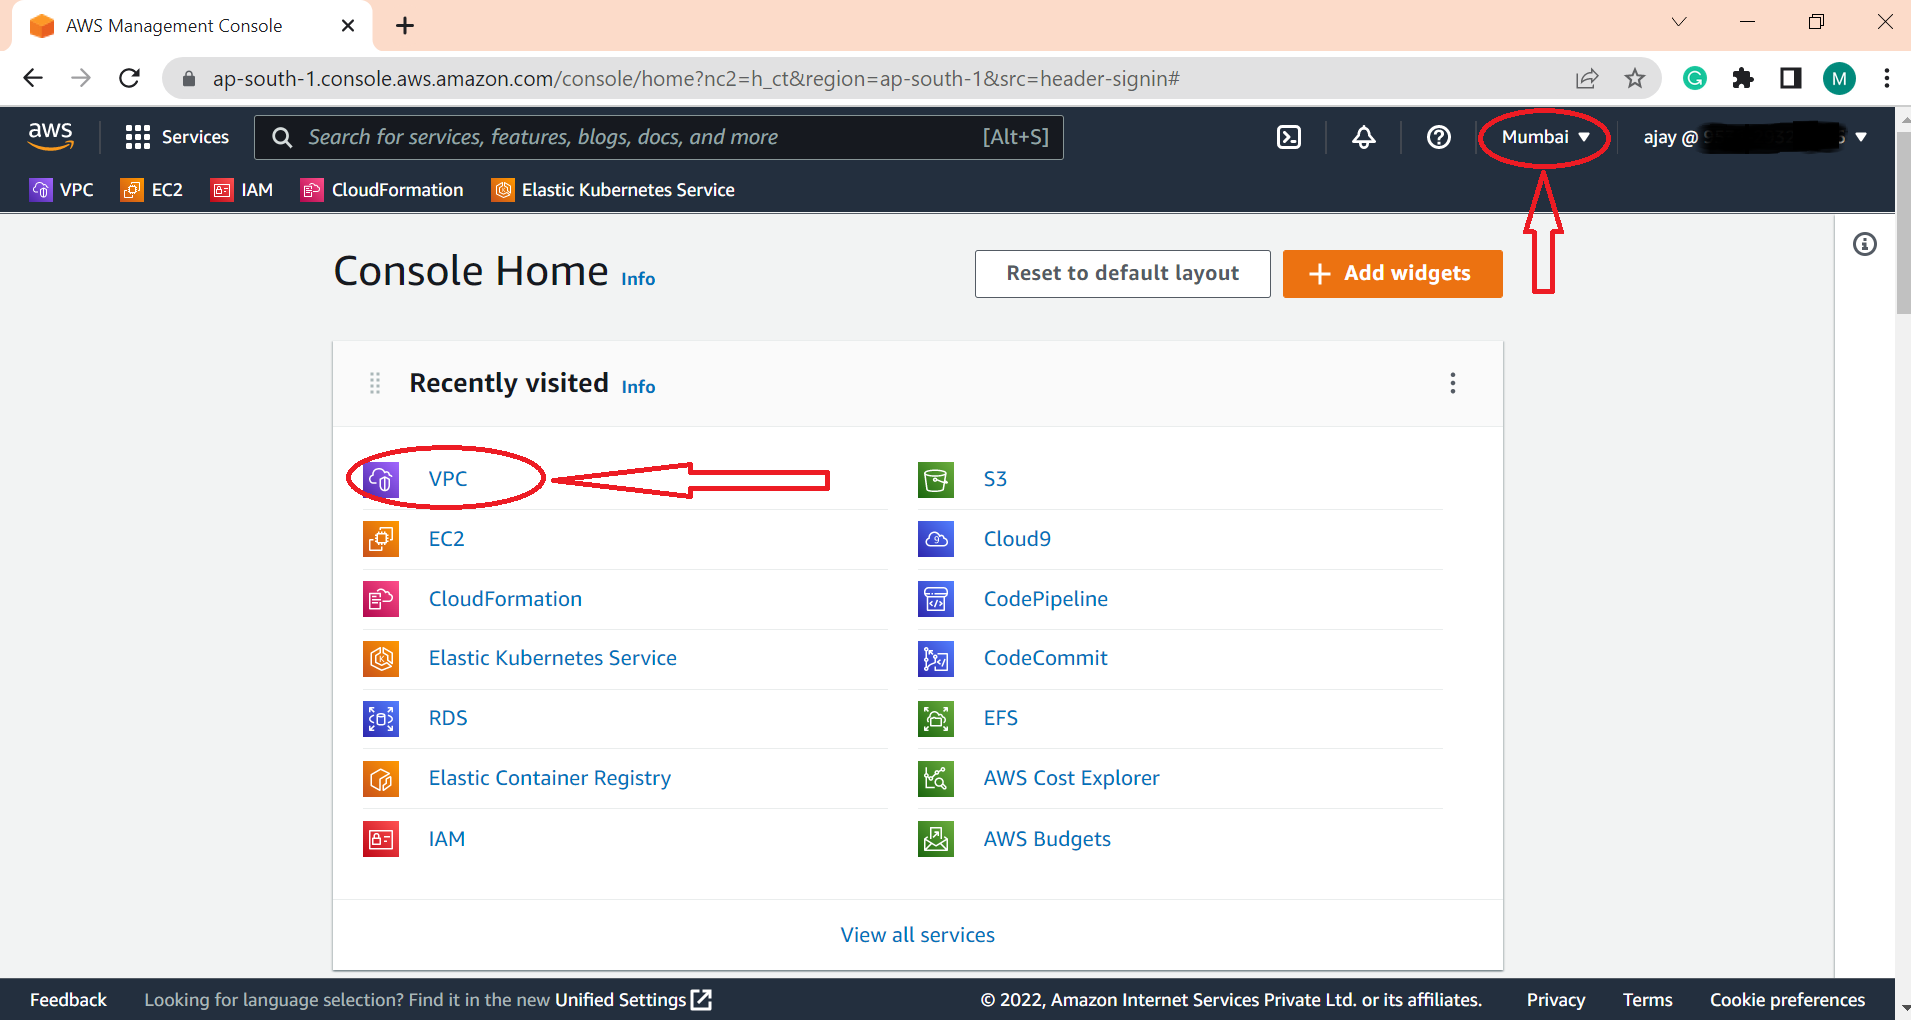 AWS Management Console
ap-south-1.console.aws.amazon.com/console/home?nc2=h_ct&region=ap-south-1&src=header-signin#
M
aws Services Search for services, features, blogs, docs, and more [Alt+S] Mumbai ajay @
VPC EC2 IAM CloudFormation Elastic Kubernetes Service
Console Home Info Reset to default layout Add widgets
Recently visited Info
VPC S3
EC2 Cloud9
CloudFormation CodePipeline
Elastic Kubernetes Service CodeCommit
RDS EFS
Elastic Container Registry AWS Cost Explorer
IAM AWS Budgets
View all services
Feedback Looking for language selection? Find it in the new Unified Settings © 2022, Amazon Internet Services Private Ltd. or its affiliates. Privacy Terms Cookie preferences